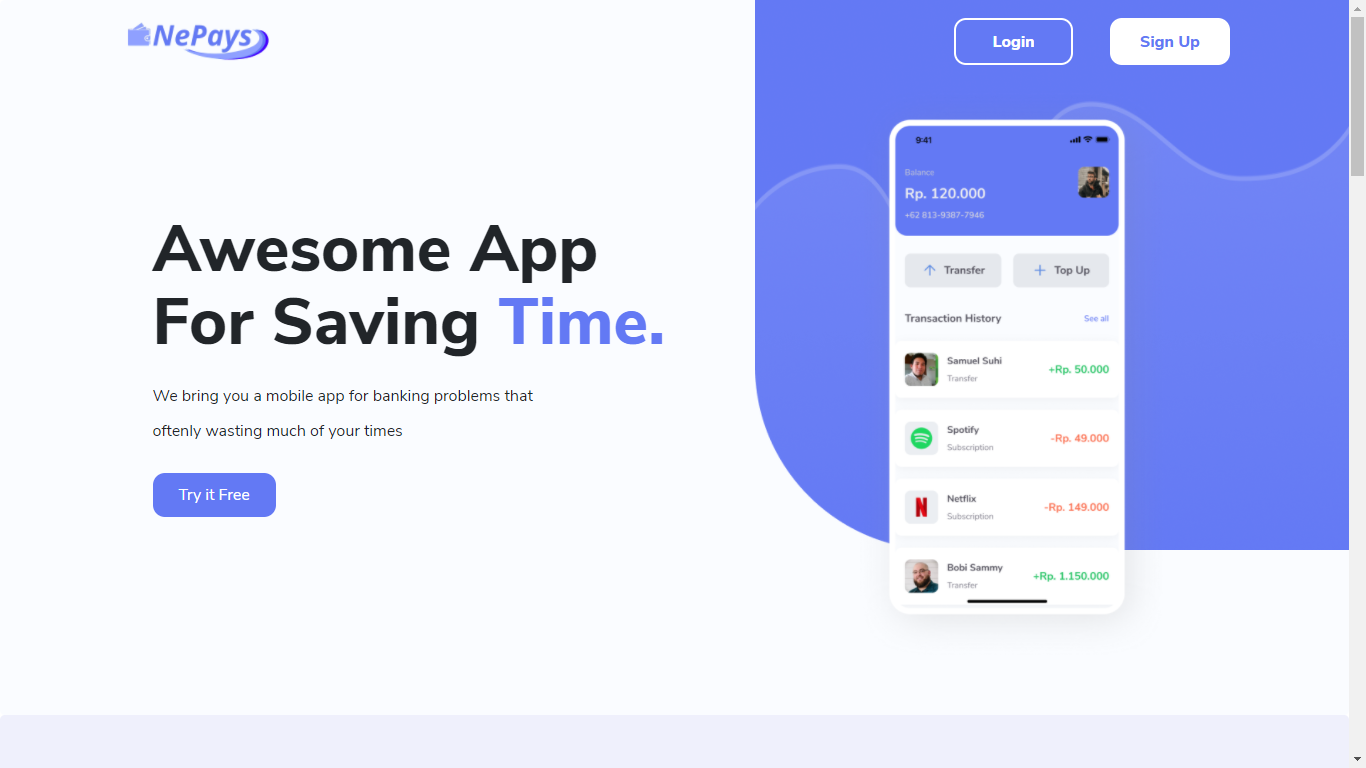 NePays
Login
Sign Up
Awesome App
For Saving Time.
We bring you a mobile app for banking problems that
oftenly wasting much of your times
Try it Free
9:41
Balance
Rp. 120.000
+62 813-9387-7946
Transfer
Top Up
Transaction History
See all
Samuel Suhi
+Rp. 50.000
Transfer
Spotify
-Rp. 49.000
Subscription
Netflix
-Rp. 149.000
Subscription
Bobi Sammy
+Rp. 1.150.000
Transfer